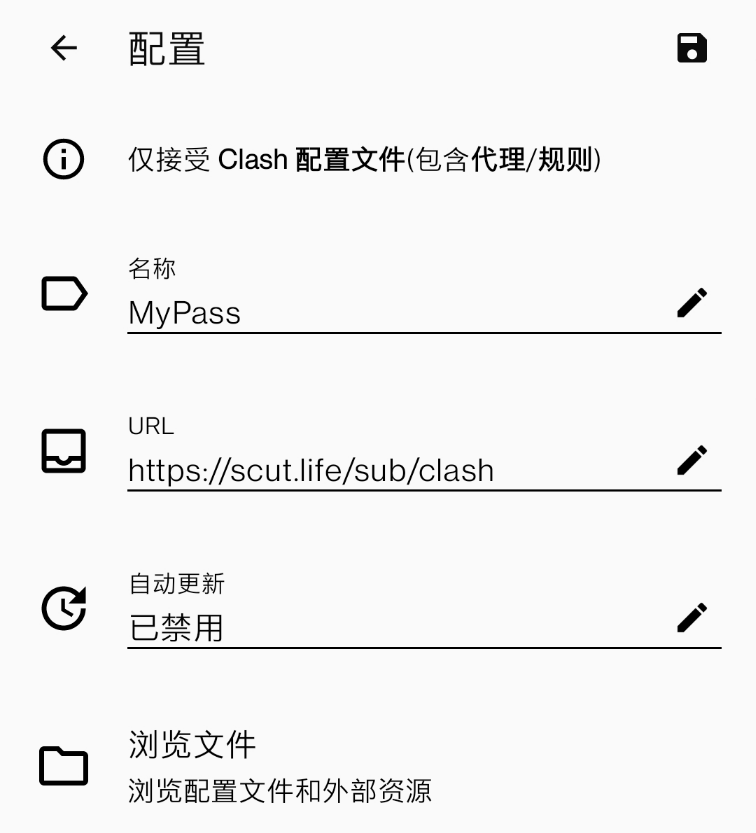 配置
仅接受 Clash 配置文件(包含代理/规则)
名称
MyPass
URL
https://scut.life/sub/clash
自动更新
已禁用
浏览文件
浏览配置文件和外部资源